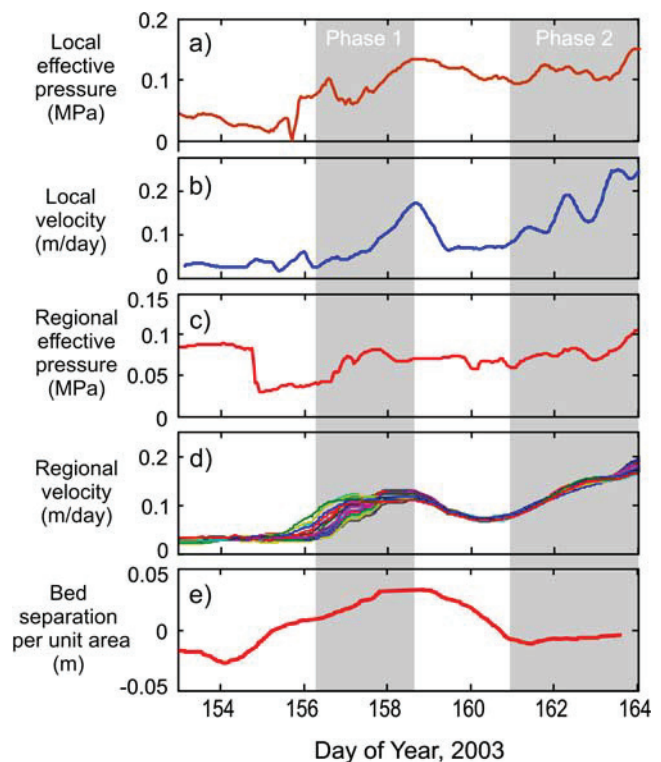 Local
effective
pressure
(MPa)
0.2
0.1
0
a)
Phase 1
Phase 2
Local
velocity
(m/day)
0.2
0.1
0
b)
Regional
effective
pressure
(MPa)
0.15
0.1
0.05
0
c)
Regional
velocity
(m/day)
0.2
0.1
0
d)
Bed
separation
per unit area
(m)
0.05
0
-0.05
e)
154 156 158 160 162 164
Day of Year, 2003